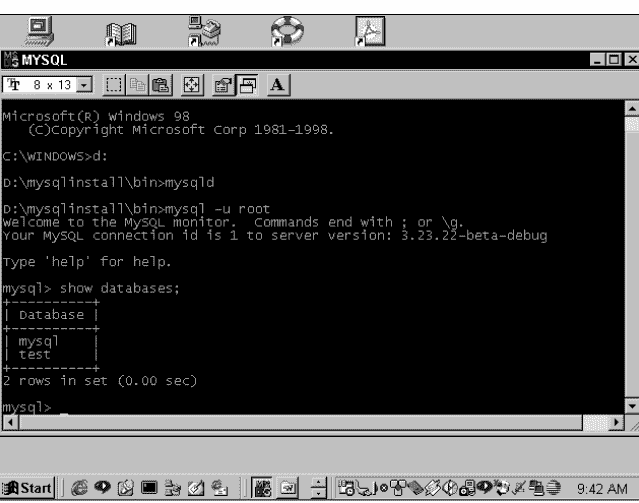 MS MYSQL
Tr 8 x 13 A
Microsoft(R) Windows 98
(C)Copyright Microsoft Corp 1981-1998.
C:\WINDOWS>d:
D:\mysqlinstall\bin>mysqld
D:\mysqlinstall\bin>mysql -u root
Welcome to the MySQL monitor. Commands end with ; or \g.
Your MySQL connection id is 1 to server version: 3.23.22-beta-debug
Type 'help' for help.
mysql> show databases;
+----------+
| Database |
+----------+
| mysql |
| test |
+----------+
2 rows in set (0.00 sec)
mysql> _
Start 9:42 AM